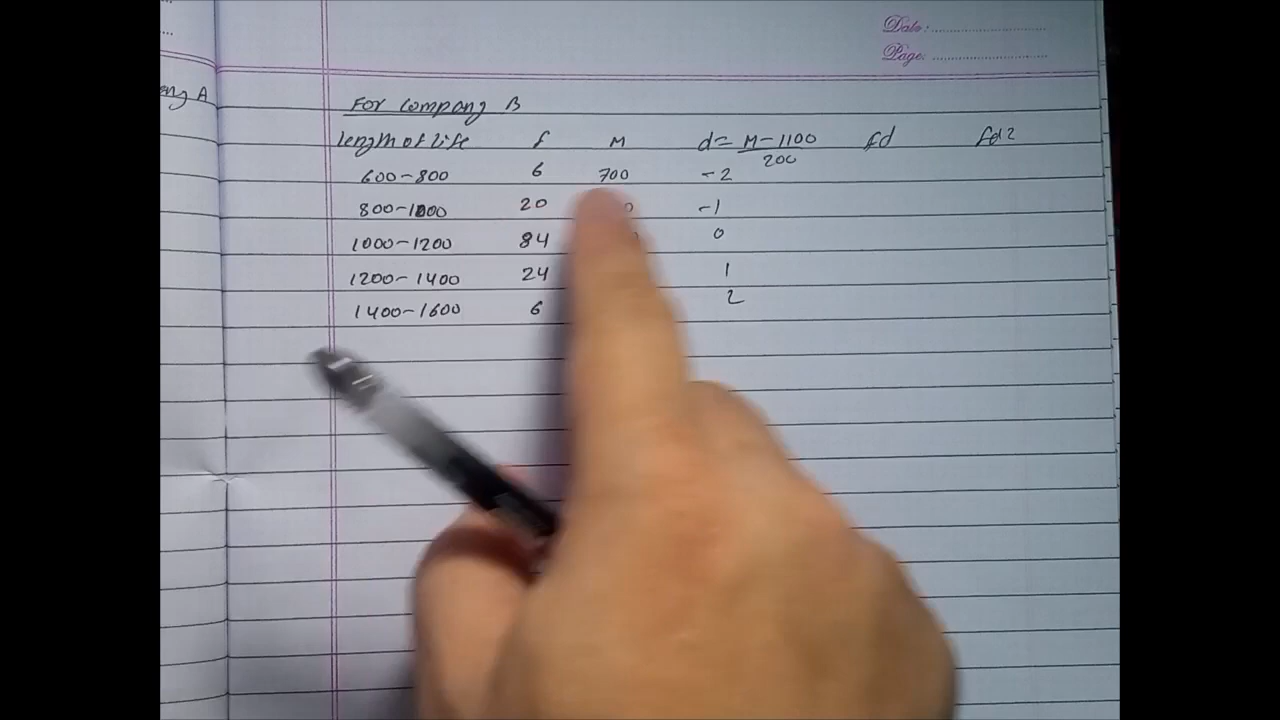 Date:
Page:
For company B
length of life f M d = M-1100/200 fd fd2
600-800 6 700 -2
800-1000 20 -1
1000-1200 84 0
1200-1400 24 1
1400-1600 6 2